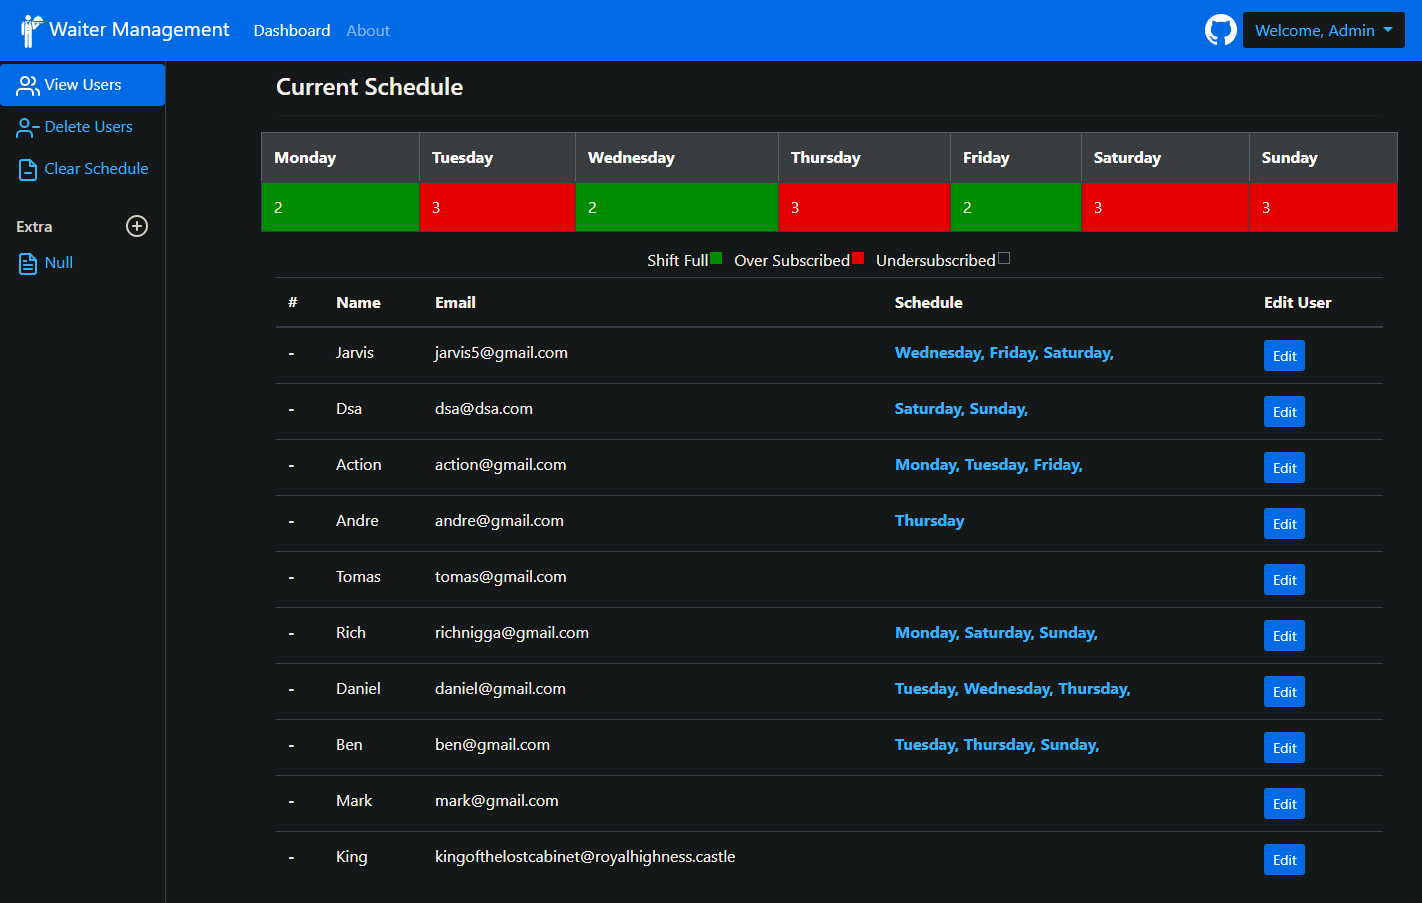 Waiter Management Dashboard About Welcome, Admin
View Users
Delete Users
Clear Schedule
Extra
Null
Current Schedule
Monday Tuesday Wednesday Thursday Friday Saturday Sunday
2 3 2 3 2 3 3
Shift Full Over Subscribed Undersubscribed
# Name Email Schedule Edit User
- Jarvis jarvis5@gmail.com Wednesday, Friday, Saturday, Edit
- Dsa dsa@dsa.com Saturday, Sunday, Edit
- Action action@gmail.com Monday, Tuesday, Friday, Edit
- Andre andre@gmail.com Thursday Edit
- Tomas tomas@gmail.com Edit
- Rich richnigga@gmail.com Monday, Saturday, Sunday, Edit
- Daniel daniel@gmail.com Tuesday, Wednesday, Thursday, Edit
- Ben ben@gmail.com Tuesday, Thursday, Sunday, Edit
- Mark mark@gmail.com Edit
- King kingofthelostcabinet@royalhighness.castle Edit